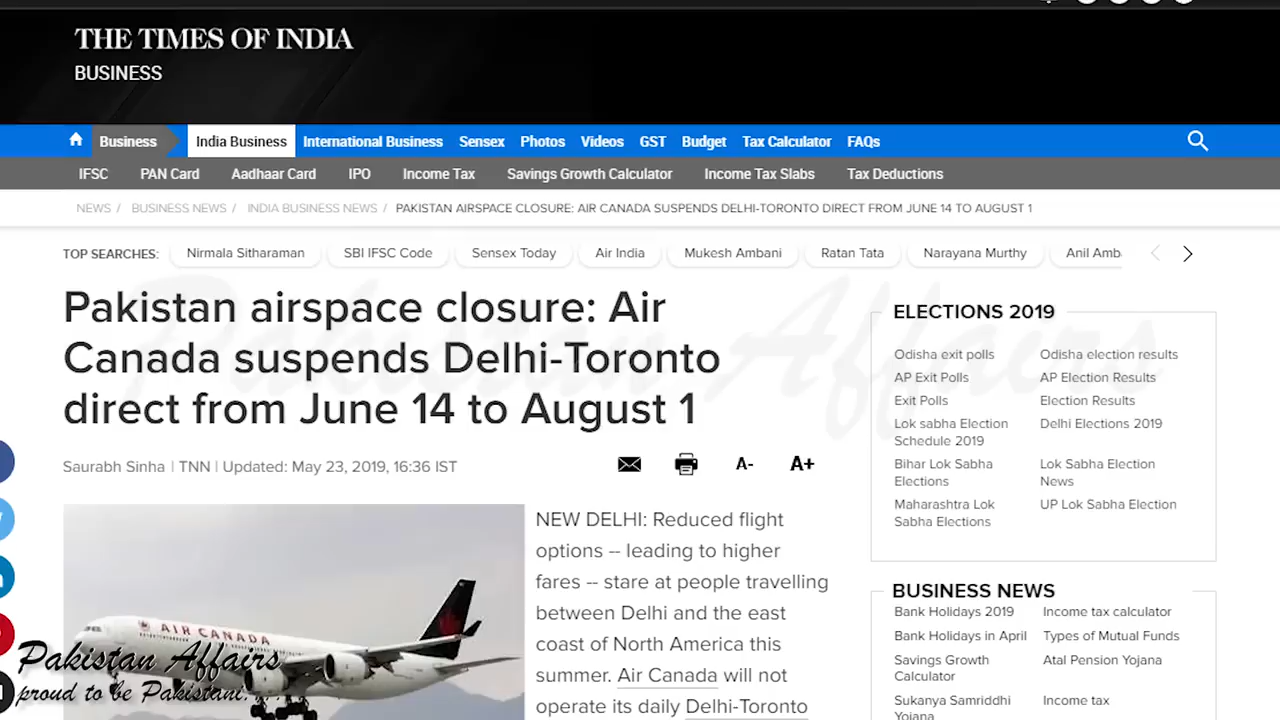 THE TIMES OF INDIA
BUSINESS
Business India Business International Business Sensex Photos Videos GST Budget Tax Calculator FAQs
IFSC PAN Card Aadhaar Card IPO Income Tax Savings Growth Calculator Income Tax Slabs Tax Deductions
NEWS / BUSINESS NEWS / INDIA BUSINESS NEWS / PAKISTAN AIRSPACE CLOSURE: AIR CANADA SUSPENDS DELHI-TORONTO DIRECT FROM JUNE 14 TO AUGUST 1
TOP SEARCHES: Nirmala Sitharaman SBI IFSC Code Sensex Today Air India Mukesh Ambani Ratan Tata Narayana Murthy Anil Amb
Pakistan airspace closure: Air
Canada suspends Delhi-Toronto
direct from June 14 to August 1
Saurabh Sinha | TNN | Updated: May 23, 2019, 16:36 IST
A- A+
NEW DELHI: Reduced flight
options -- leading to higher
fares -- stare at people travelling
between Delhi and the east
coast of North America this
summer. Air Canada will not
operate its daily Delhi-Toronto
AIR CANADA
Pakistan Affairs
proud to be Pakistani....
Pakistan Affairs
ELECTIONS 2019
Odisha exit polls Odisha election results
AP Exit Polls AP Election Results
Exit Polls Election Results
Lok sabha Election Delhi Elections 2019
Schedule 2019
Bihar Lok Sabha Lok Sabha Election
Elections News
Maharashtra Lok UP Lok Sabha Election
Sabha Elections
BUSINESS NEWS
Bank Holidays 2019 Income tax calculator
Bank Holidays in April Types of Mutual Funds
Savings Growth Atal Pension Yojana
Calculator
Sukanya Samriddhi Income tax
Yojana